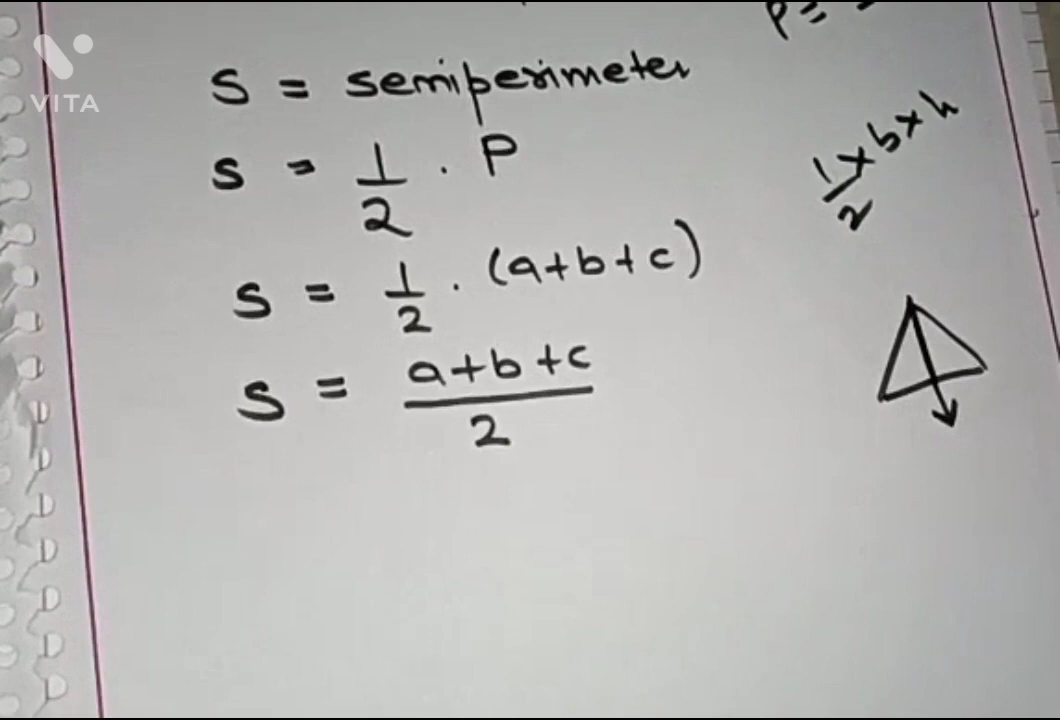 P =
VITA
S = semiperimeter
S = 1/2 . P
1/2 x b x h
S = 1/2 . (a+b+c)
S = a+b+c/2